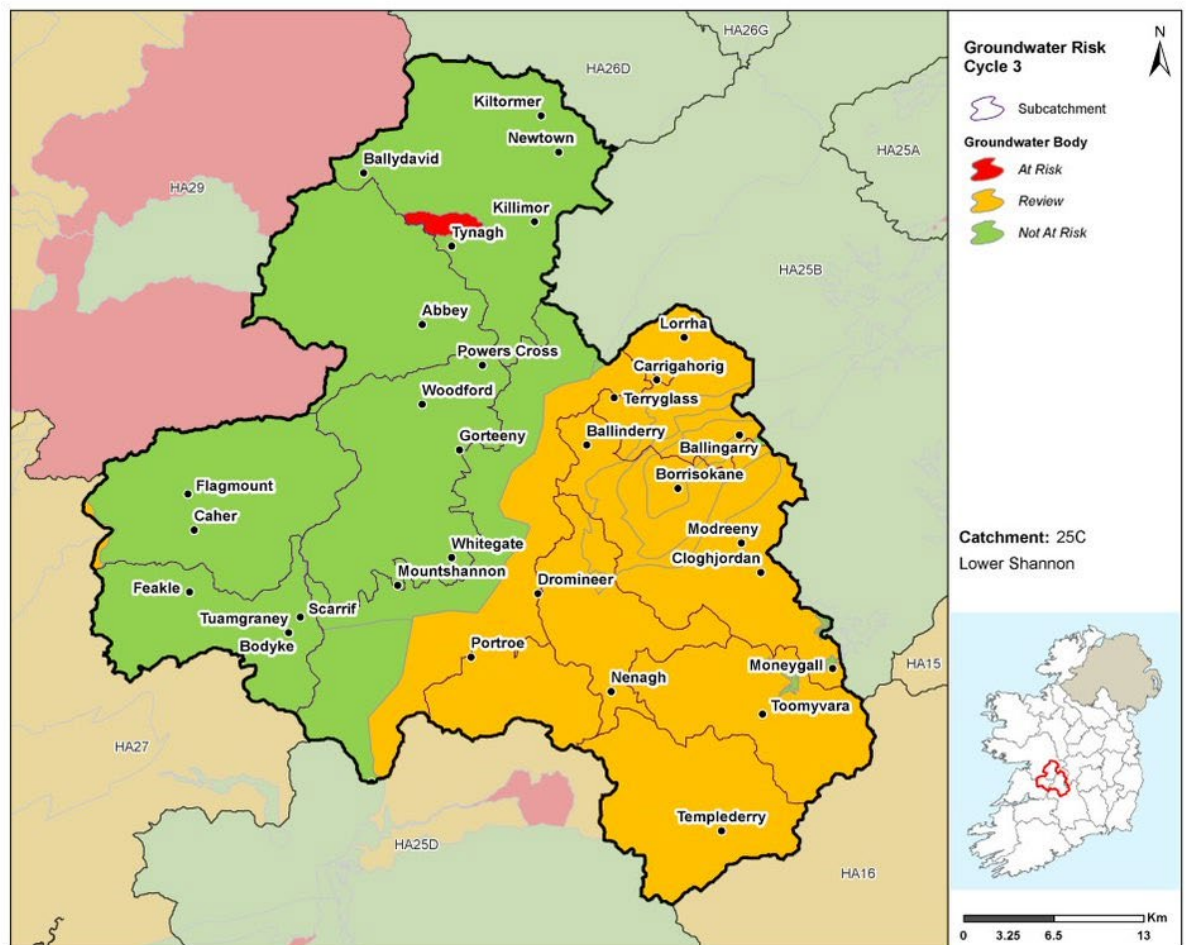 HA26G
HA26D
Kiltormer
Newtown
Ballydavid
HA25A
HA29
Killimor
Tynagh
HA25B
Abbey
Lorrha
Powers Cross
Carrigahorig
Woodford
Terryglass
Gorteeny
Ballinderry
Ballingarry
Borrisokane
Flagmount
Caher
Modreeny
Whitegate
Cloghjordan
Mountshannon
Dromineer
Feakle
Scarrif
Tuamgraney
Bodyke
Portroe
Moneygall
HA15
Nenagh
Toomyvara
HA27
Templederry
HA25D
HA16
Groundwater Risk
Cycle 3
N
Subcatchment
Groundwater Body
At Risk
Review
Not At Risk
Catchment: 25C
Lower Shannon
Km
0 3.25 6.5 13